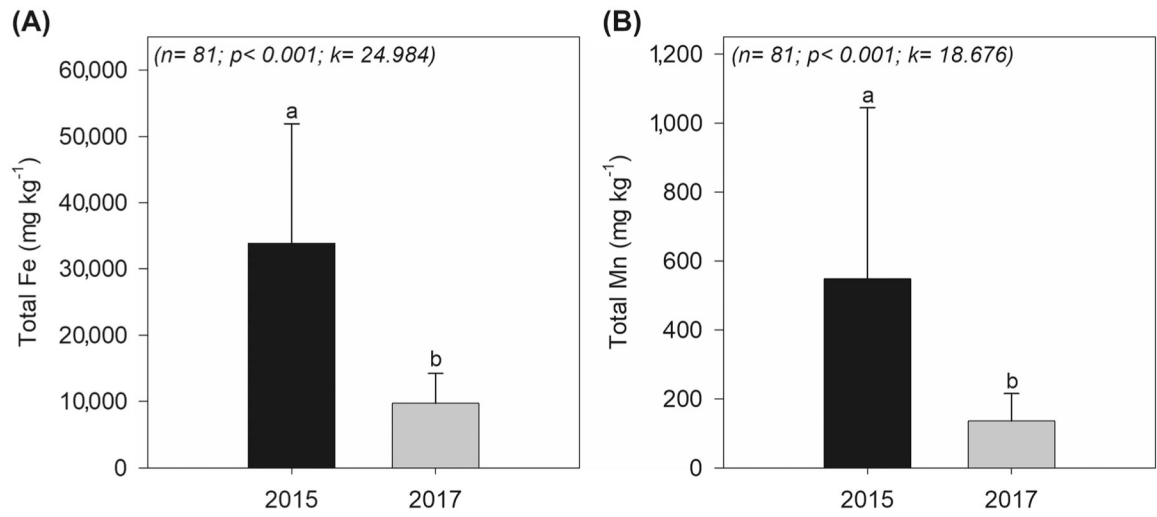 (A)
(n= 81; p< 0.001; k= 24.984)
Total Fe (mg kg⁻¹)
60,000
50,000
40,000
30,000
20,000
10,000
0
a
b
2015
2017
(B)
(n= 81; p< 0.001; k= 18.676)
Total Mn (mg kg⁻¹)
1,200
1,000
800
600
400
200
0
a
b
2015
2017